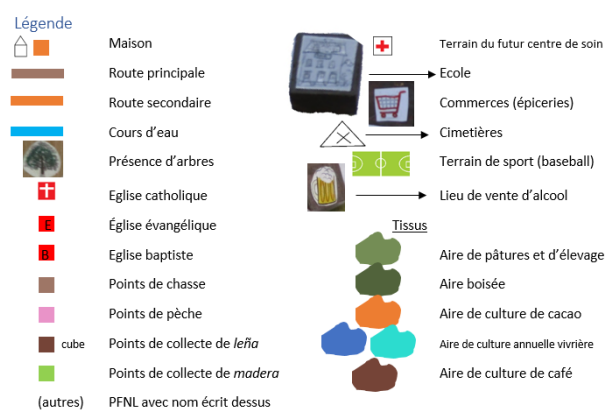 Légende
Maison
Route principale
Route secondaire
Cours d'eau
Présence d'arbres
Eglise catholique
E Église évangélique
B Eglise baptiste
Points de chasse
Points de pêche
cube Points de collecte de leña
Points de collecte de madera
(autres) PFNL avec nom écrit dessus
Terrain du futur centre de soin
Ecole
Commerces (épiceries)
Cimetières
Terrain de sport (baseball)
Lieu de vente d'alcool
Tissus
Aire de pâtures et d'élevage
Aire boisée
Aire de culture de cacao
Aire de culture annuelle vivrière
Aire de culture de café